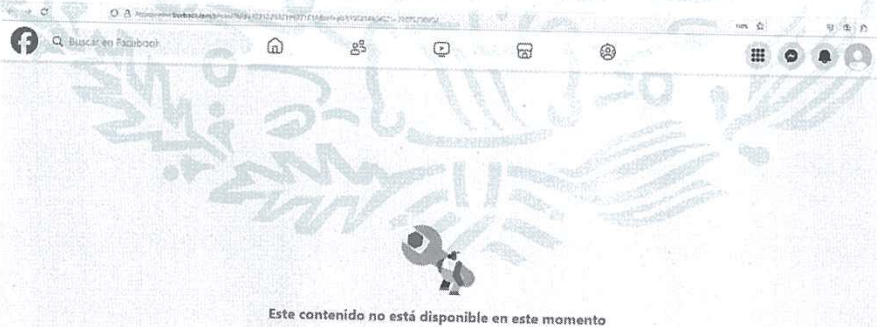 Buscar en Facebook
Este contenido no está disponible en este momento